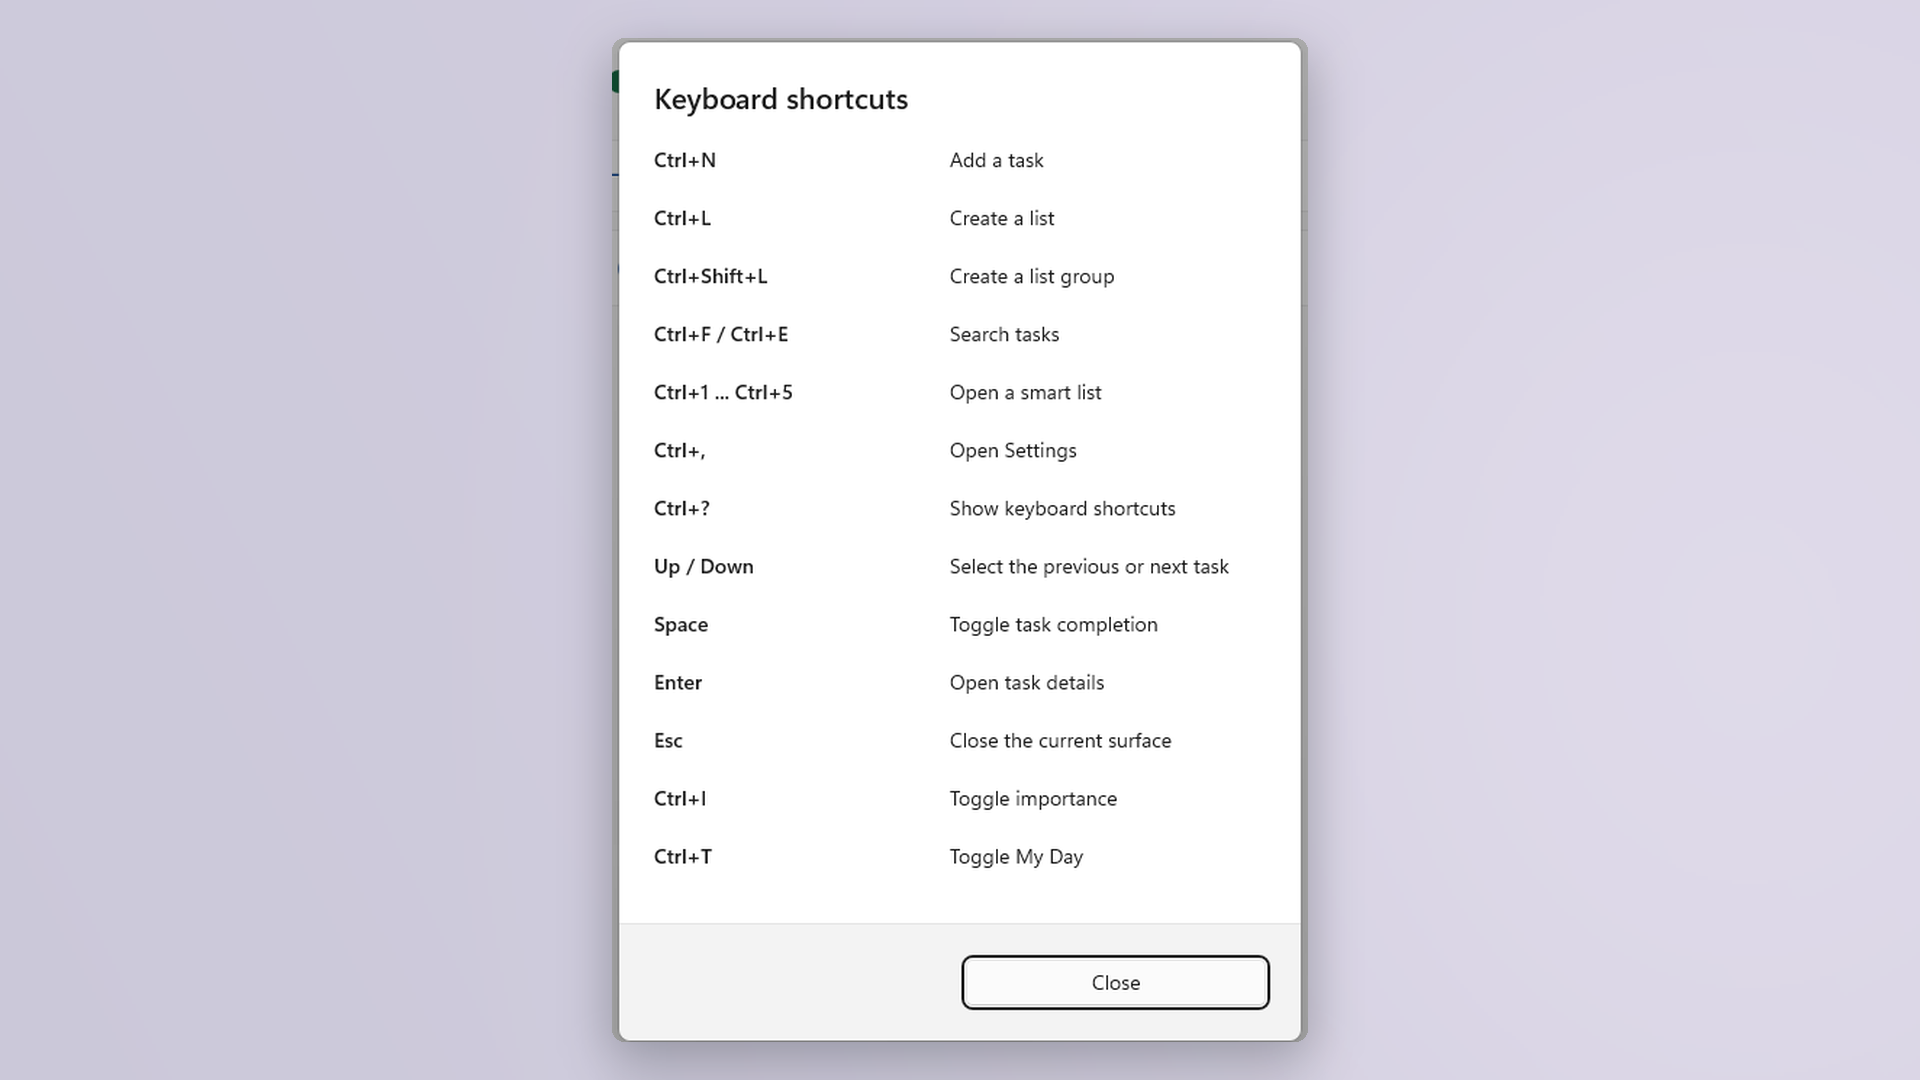 Keyboard shortcuts
Ctrl+N Add a task
Ctrl+L Create a list
Ctrl+Shift+L Create a list group
Ctrl+F / Ctrl+E Search tasks
Ctrl+1 ... Ctrl+5 Open a smart list
Ctrl+, Open Settings
Ctrl+? Show keyboard shortcuts
Up / Down Select the previous or next task
Space Toggle task completion
Enter Open task details
Esc Close the current surface
Ctrl+I Toggle importance
Ctrl+T Toggle My Day
Close